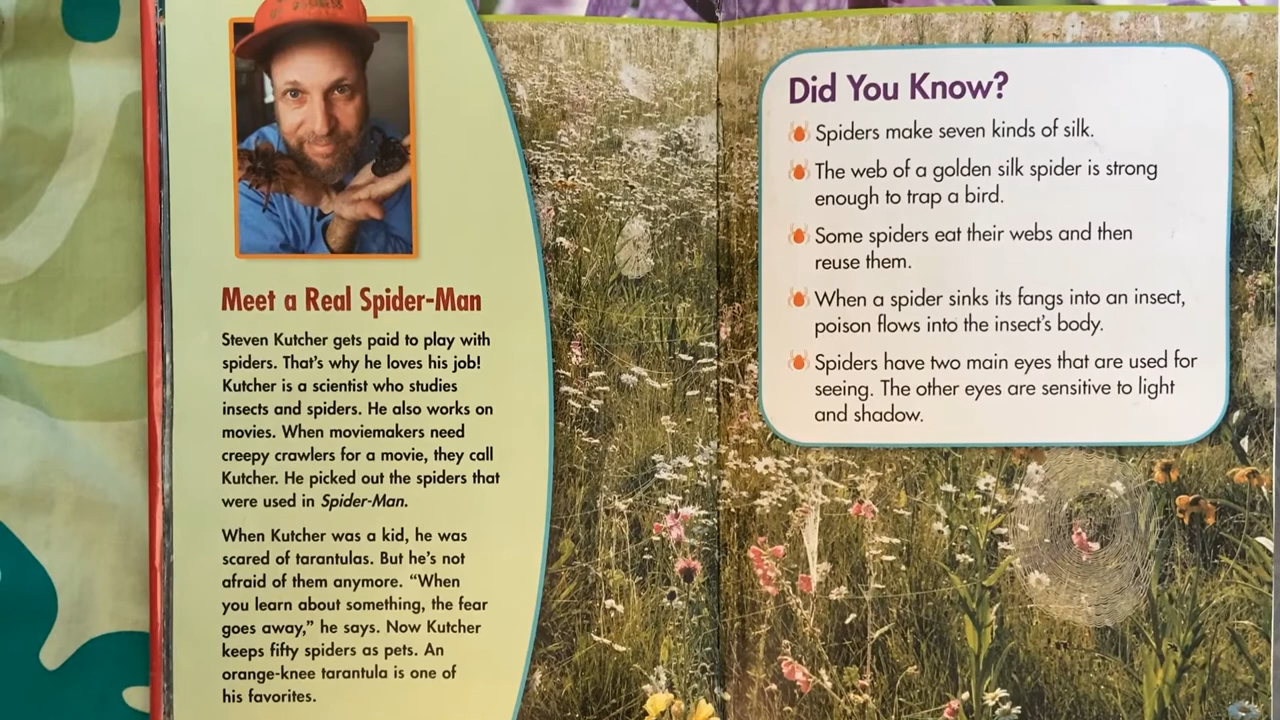 Meet a Real Spider-Man
Steven Kutcher gets paid to play with
spiders. That's why he loves his job!
Kutcher is a scientist who studies
insects and spiders. He also works on
movies. When moviemakers need
creepy crawlers for a movie, they call
Kutcher. He picked out the spiders that
were used in Spider-Man.
When Kutcher was a kid, he was
scared of tarantulas. But he's not
afraid of them anymore. “When
you learn about something, the fear
goes away,” he says. Now Kutcher
keeps fifty spiders as pets. An
orange-knee tarantula is one of
his favorites.
Did You Know?
Spiders make seven kinds of silk.
The web of a golden silk spider is strong
enough to trap a bird.
Some spiders eat their webs and then
reuse them.
When a spider sinks its fangs into an insect,
poison flows into the insect's body.
Spiders have two main eyes that are used for
seeing. The other eyes are sensitive to light
and shadow.